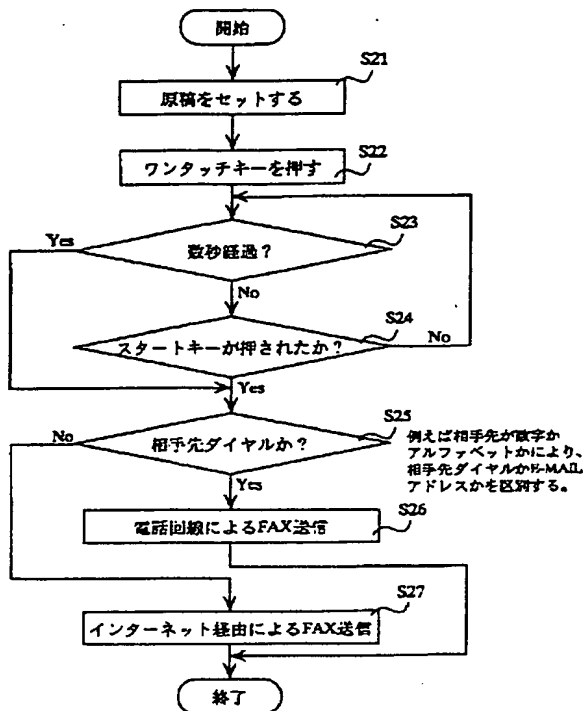 開始
S21
原稿をセットする
S22
ワンタッチキーを押す
S23
Yes
数秒経過?
No
S24
スタートキーが押されたか?
No
Yes
S25
No
相手先ダイヤルか?
例えば相手先が数字か
アルファベットかにより、
相手先ダイヤルかE-MAIL
アドレスかを区別する。
Yes
S26
電話回線によるFAX送信
S27
インターネット経由によるFAX送信
終了